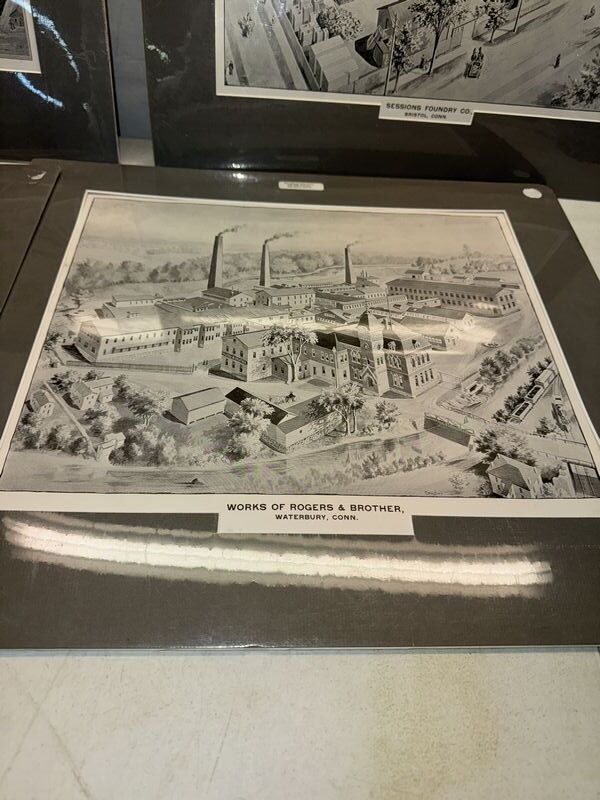 SESSIONS FOUNDRY CO.
BRISTOL, CONN.
WORKS OF ROGERS & BROTHER,
WATERBURY, CONN.